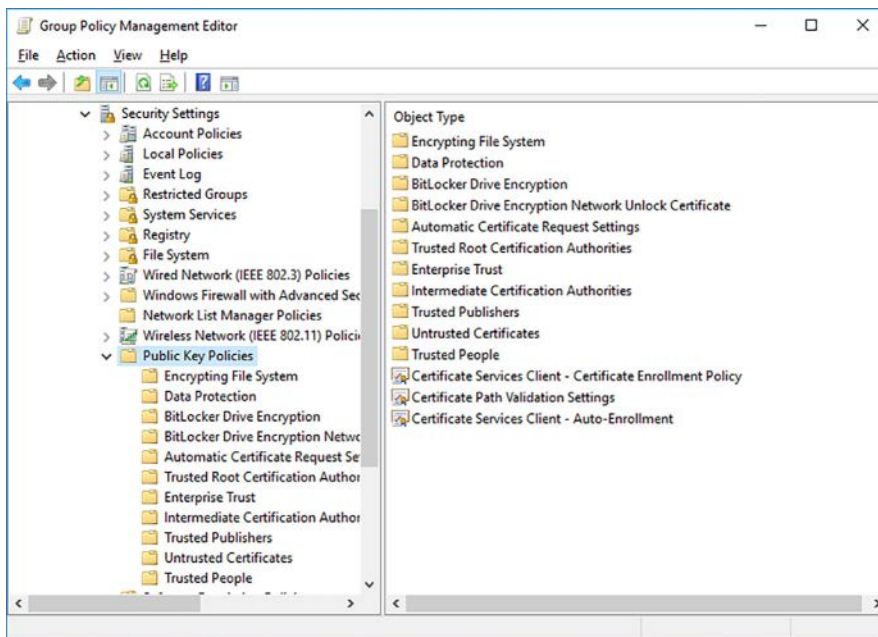 Group Policy Management Editor
File Action View Help
Security Settings
Account Policies
Local Policies
Event Log
Restricted Groups
System Services
Registry
File System
Wired Network (IEEE 802.3) Policies
Windows Firewall with Advanced Sec
Network List Manager Policies
Wireless Network (IEEE 802.11) Polici
Public Key Policies
Encrypting File System
Data Protection
BitLocker Drive Encryption
BitLocker Drive Encryption Netwo
Automatic Certificate Request Se
Trusted Root Certification Author
Enterprise Trust
Intermediate Certification Author
Trusted Publishers
Untrusted Certificates
Trusted People
Object Type
Encrypting File System
Data Protection
BitLocker Drive Encryption
BitLocker Drive Encryption Network Unlock Certificate
Automatic Certificate Request Settings
Trusted Root Certification Authorities
Enterprise Trust
Intermediate Certification Authorities
Trusted Publishers
Untrusted Certificates
Trusted People
Certificate Services Client - Certificate Enrollment Policy
Certificate Path Validation Settings
Certificate Services Client - Auto-Enrollment